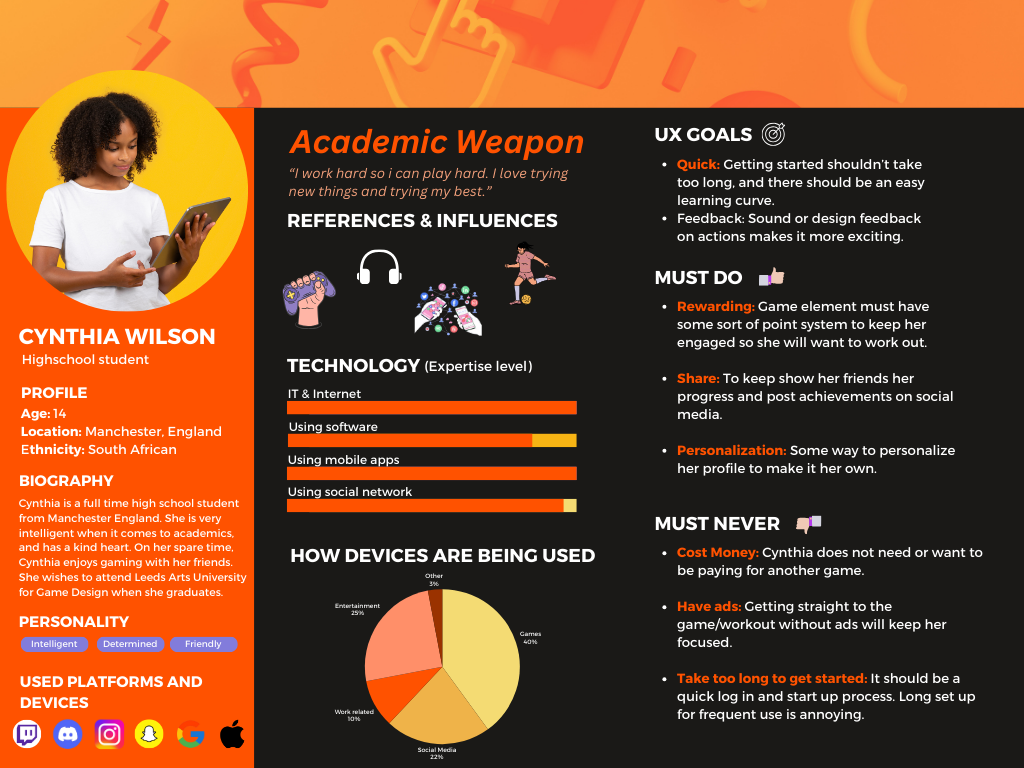 CYNTHIA WILSON
Highschool student
PROFILE
Age: 14
Location: Manchester, England
Ethnicity: South African
BIOGRAPHY
Cynthia is a full time high school student
from Manchester England. She is very
intelligent when it comes to academics,
and has a kind heart. On her spare time,
Cynthia enjoys gaming with her friends.
She wishes to attend Leeds Arts University
for Game Design when she graduates.
PERSONALITY
Intelligent
Determined
Friendly
USED PLATFORMS AND
DEVICES
Academic Weapon
“I work hard so i can play hard. I love trying
new things and trying my best.”
REFERENCES & INFLUENCES
TECHNOLOGY (Expertise level)
IT & Internet
Using software
Using mobile apps
Using social network
HOW DEVICES ARE BEING USED
Other
3%
Entertainment
25%
Games
40%
Work related
10%
Social Media
22%
UX GOALS
• Quick: Getting started shouldn’t take
too long, and there should be an easy
learning curve.
• Feedback: Sound or design feedback
on actions makes it more exciting.
MUST DO
• Rewarding: Game element must have
some sort of point system to keep her
engaged so she will want to work out.
• Share: To keep show her friends her
progress and post achievements on social
media.
• Personalization: Some way to personalize
her profile to make it her own.
MUST NEVER
• Cost Money: Cynthia does not need or want to
be paying for another game.
• Have ads: Getting straight to the
game/workout without ads will keep her
focused.
• Take too long to get started: It should be a
quick log in and start up process. Long set up
for frequent use is annoying.